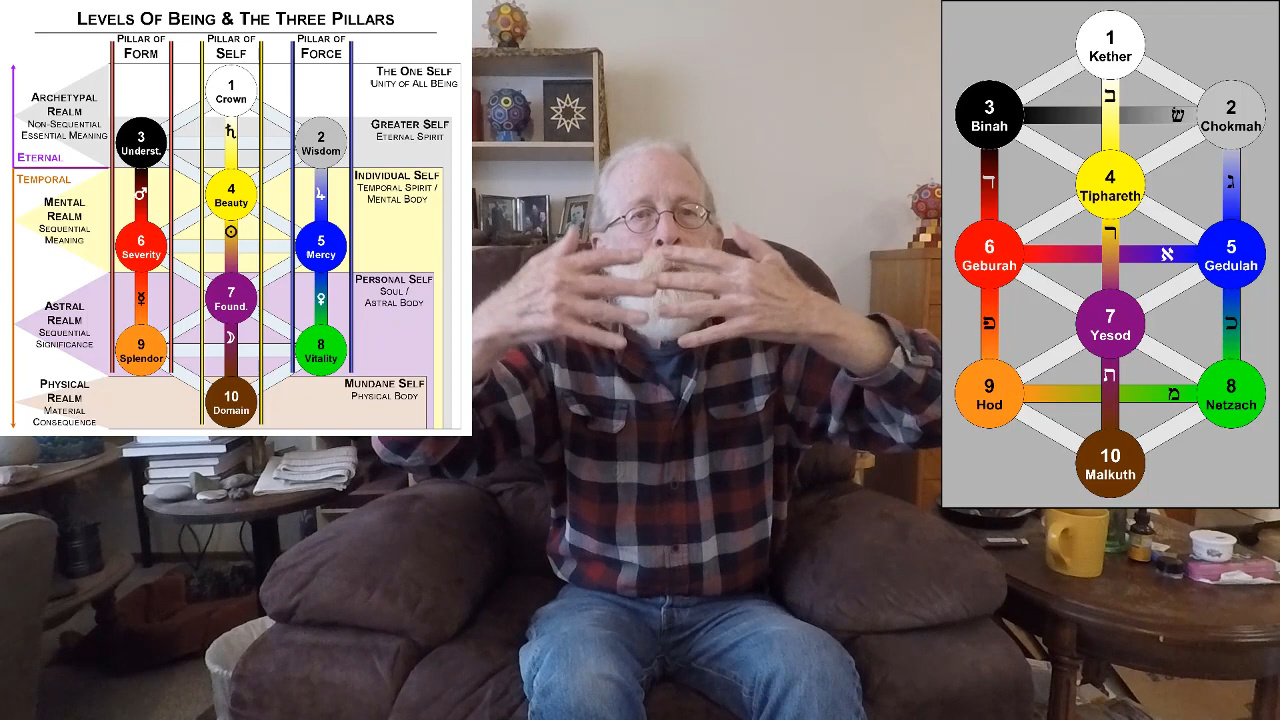 LEVELS OF BEING & THE THREE PILLARS
PILLAR OF
FORM
PILLAR OF
SELF
PILLAR OF
FORCE
ARCHETYPAL
REALM
NON-SEQUENTIAL
ESSENTIAL MEANING
ETERNAL
TEMPORAL
MENTAL
REALM
SEQUENTIAL
MEANING
ASTRAL
REALM
SEQUENTIAL
SIGNIFICANCE
PHYSICAL
REALM
MATERIAL
CONSEQUENCE
1
Crown
♄
3
Underst.
2
Wisdom
4
Beauty
♂
♃
☉
6
Severity
5
Mercy
7
Found.
☿
♀
☽
9
Splendor
8
Vitality
10
Domain
THE ONE SELF
UNITY OF ALL BEING
GREATER SELF
ETERNAL SPIRIT
INDIVIDUAL SELF
TEMPORAL SPIRIT /
MENTAL BODY
PERSONAL SELF
SOUL /
ASTRAL BODY
MUNDANE SELF
PHYSICAL BODY
1
Kether
ב
3
Binah
ש
2
Chokmah
4
Tiphareth
ד
ג
ר
6
Geburah
א
5
Gedulah
7
Yesod
פ
כ
ת
9
Hod
מ
8
Netzach
10
Malkuth